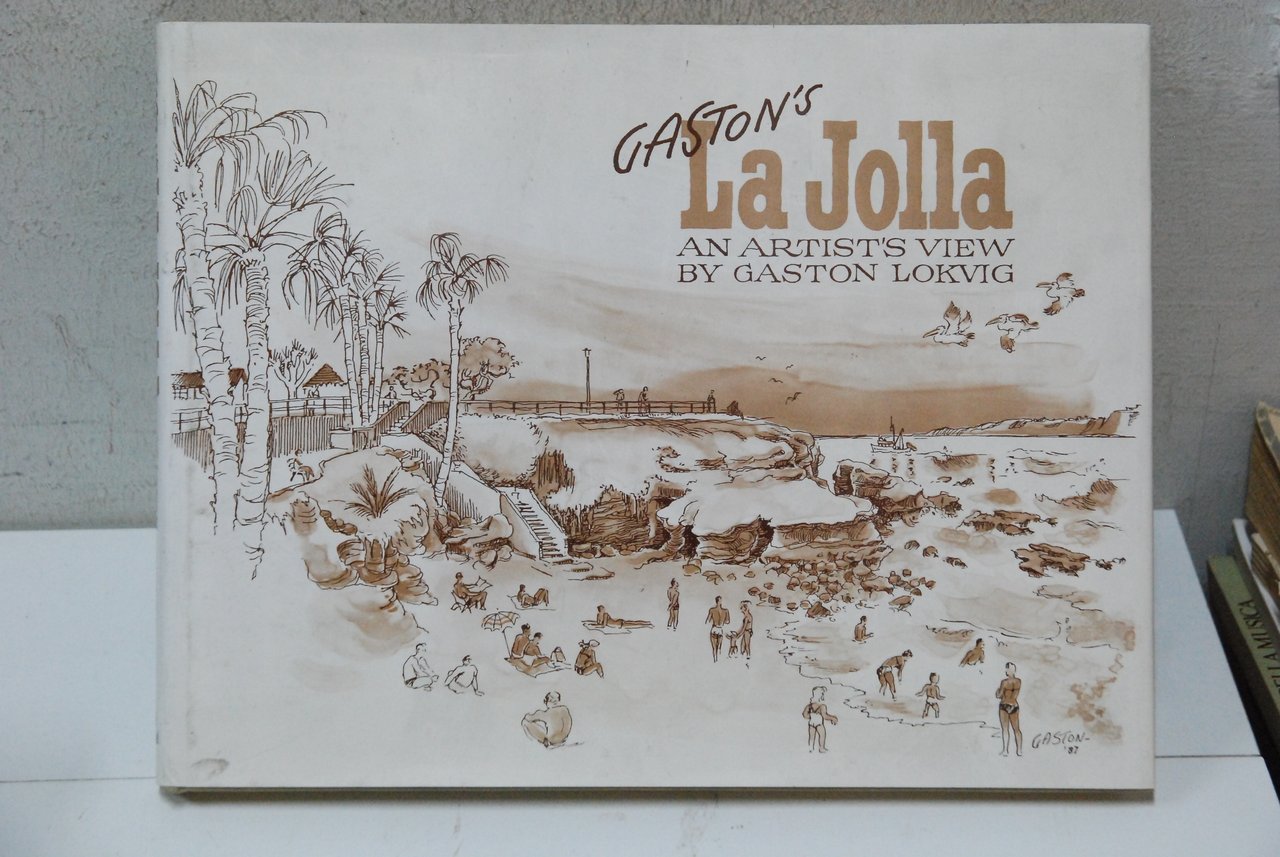 GASTON'S
La Jolla
AN ARTIST'S VIEW
BY GASTON LOKVIG
GASTON-
'87